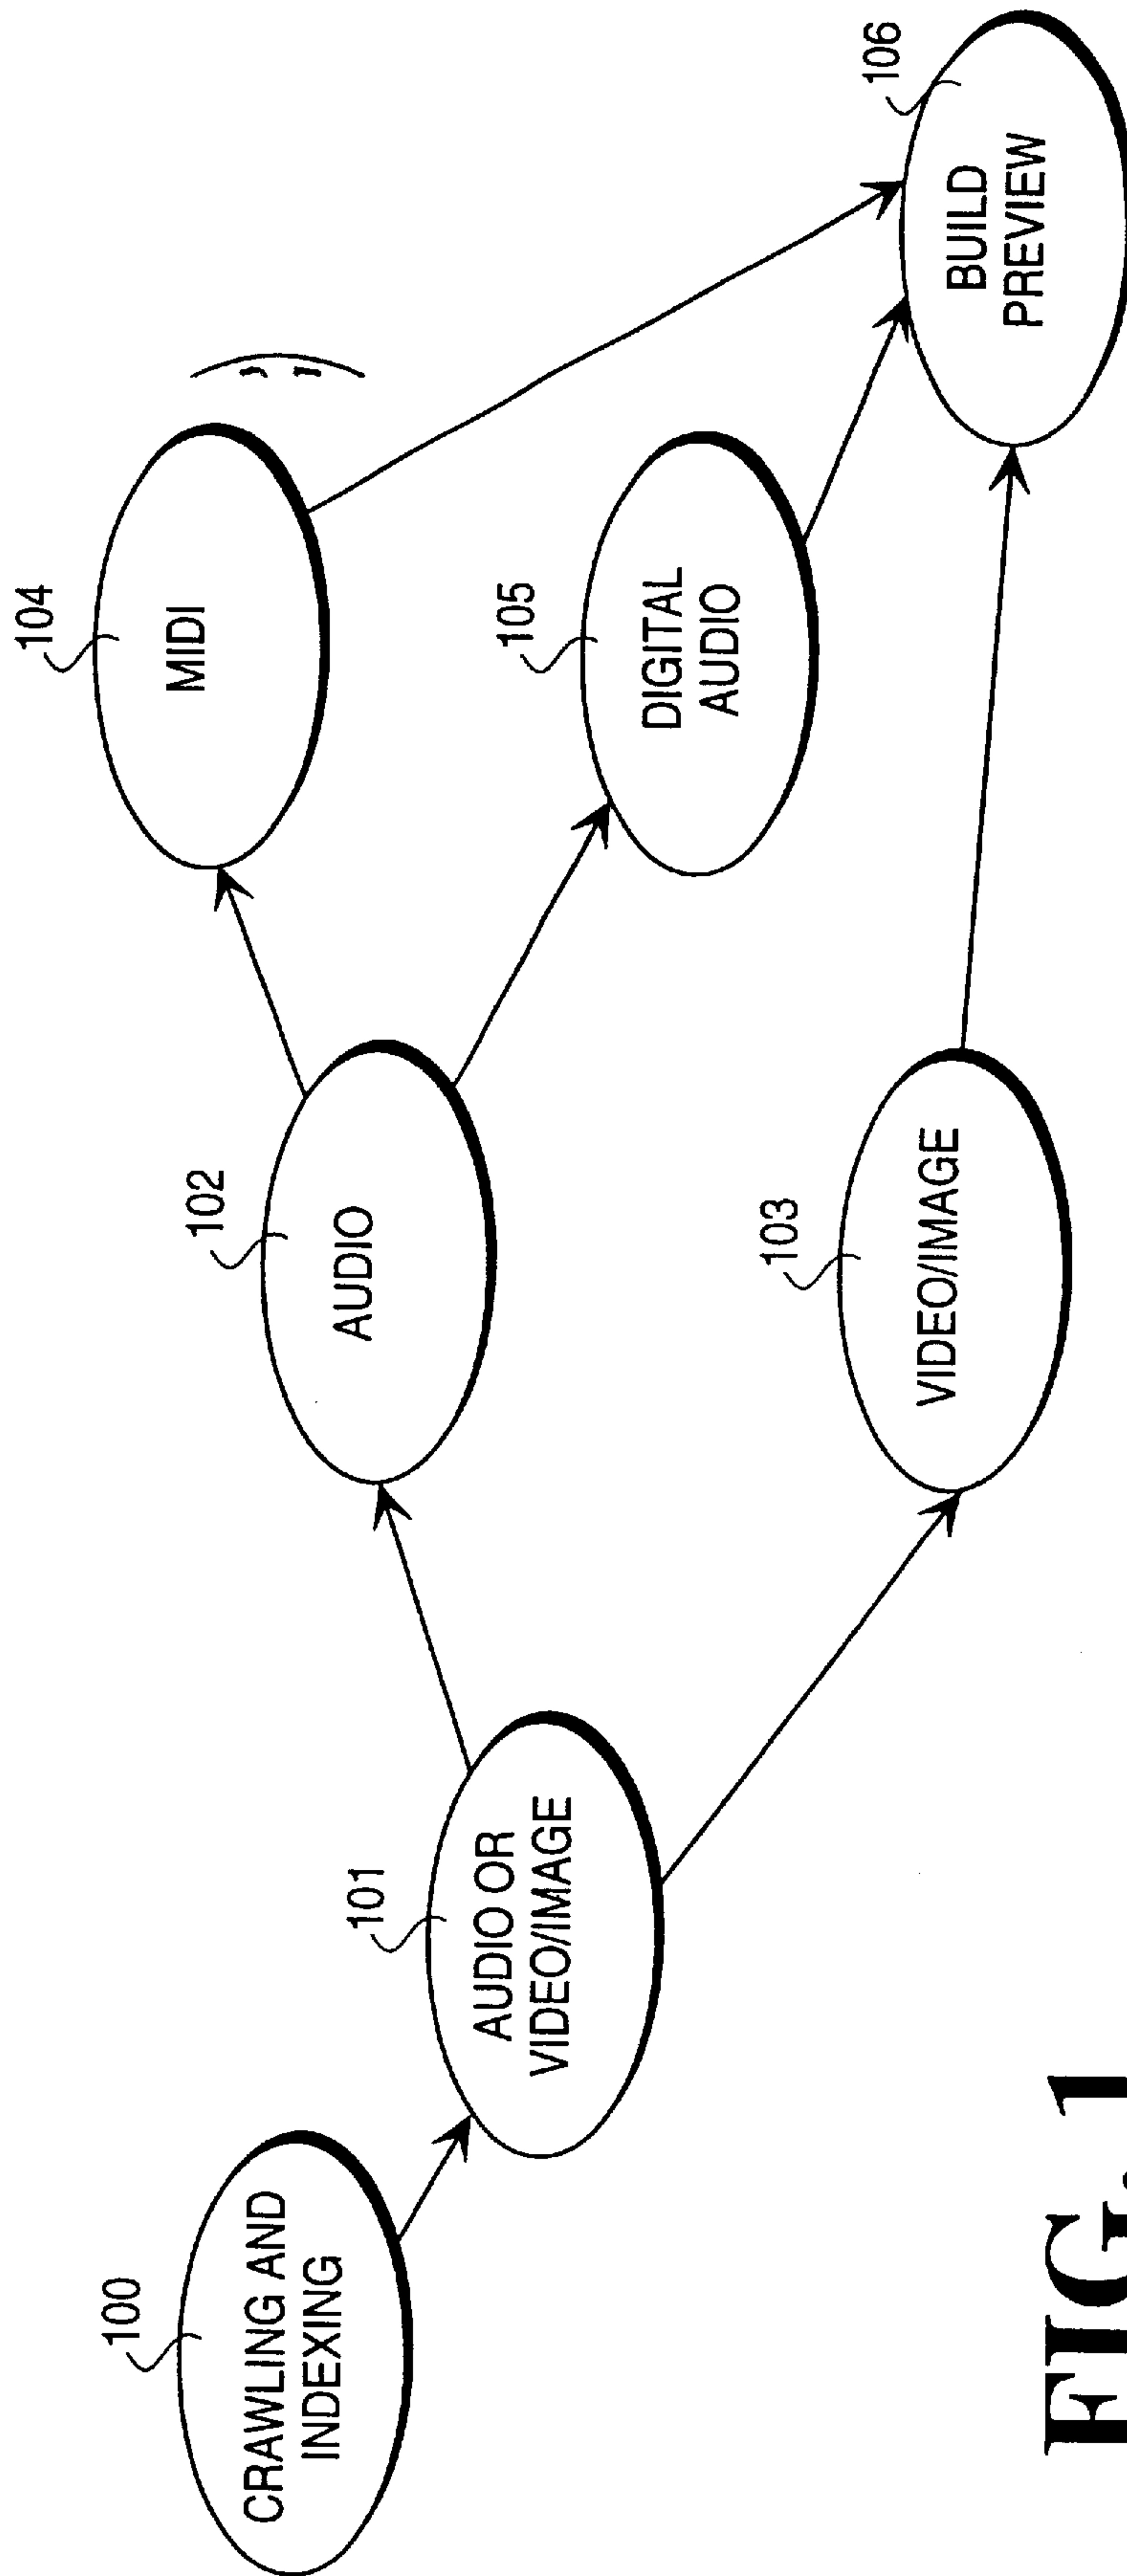 100
CRAWLING AND
INDEXING
101
AUDIO OR
VIDEO/IMAGE
102
AUDIO
103
VIDEO/IMAGE
104
MIDI
105
DIGITAL
AUDIO
106
BUILD
PREVIEW
FIG. 1